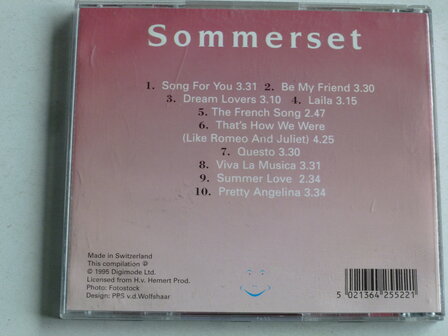 Sommerset
1. Song For You 3.31 2. Be My Friend 3.30
3. Dream Lovers 3.10 4. Laila 3.15
5. The French Song 2.47
6. That's How We Were
(Like Romeo And Juliet) 4.25
7. Questo 3.30
8. Viva La Musica 3.31
9. Summer Love 2.34
10. Pretty Angelina 3.34
Made in Switzerland
This compilation ℗
© 1995 Digimode Ltd.
Licensed from H.v. Hemert Prod.
Photo: Fotostock
Design: PPS v.d.Wolfshaar
5 021364 255221